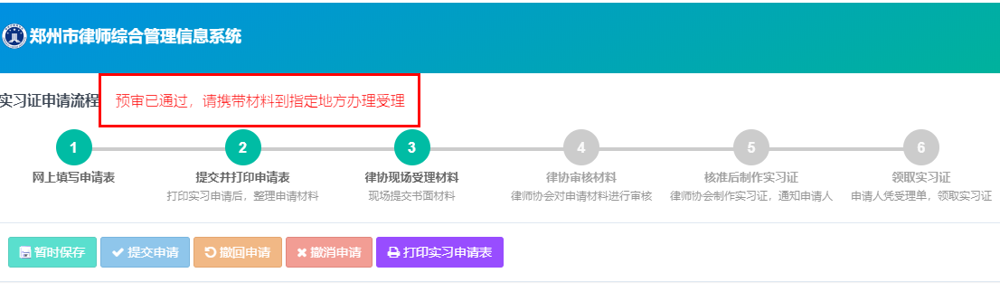 郑州市律师综合管理信息系统
实习证申请流程 预审已通过，请携带材料到指定地方办理受理
1 2 3 4 5 6
网上填写申请表 提交并打印申请表 律协现场受理材料 律协审核材料 核准后制作实习证 领取实习证
打印实习申请后，整理申请材料 现场提交书面材料 律师协会对申请材料进行审核 律师协会制作实习证，通知申请人 申请人凭受理单，领取实习证
暂时保存 提交申请 撤回申请 撤消申请 打印实习申请表